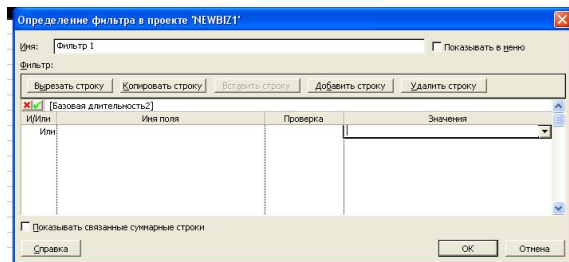 Определение фильтра в проекте 'NEWBIZ1'
Имя: Фильтр 1 Показывать в меню
Фильтр:
Вырезать строку Копировать строку Вставить строку Добавить строку Удалить строку
[Базовая длительность2]
И/Или Имя поля Проверка Значения
Или
Показывать связанные суммарные строки
Справка OK Отмена